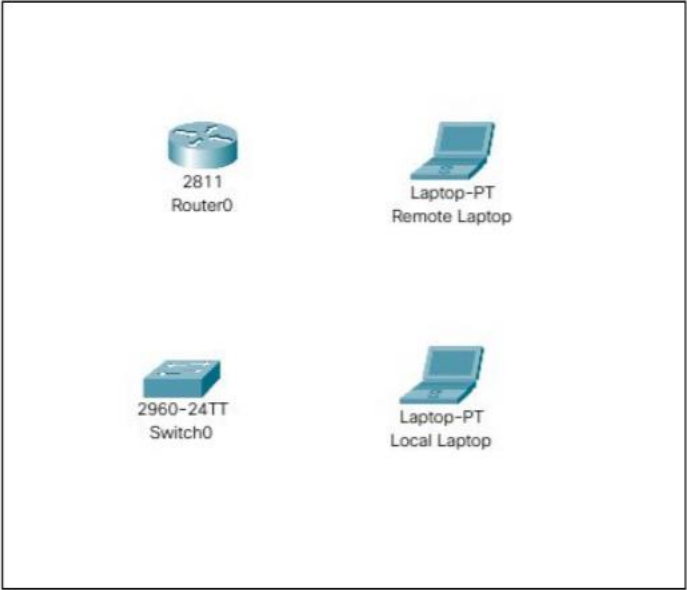 2811
Router0
Laptop-PT
Remote Laptop
2960-24TT
Switch0
Laptop-PT
Local Laptop